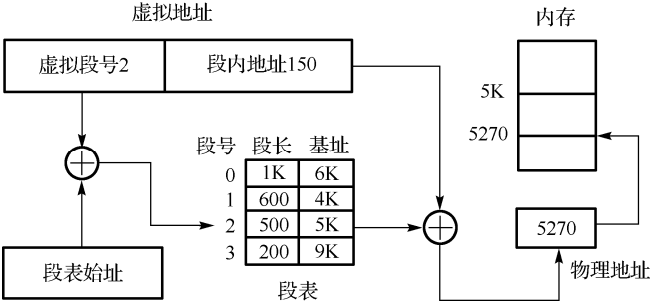 虚拟地址
内存
虚拟段号2 段内地址150
5K
5270
段号 段长 基址
0 1K 6K
1 600 4K
2 500 5K
3 200 9K
段表
段表始址
5270
物理地址